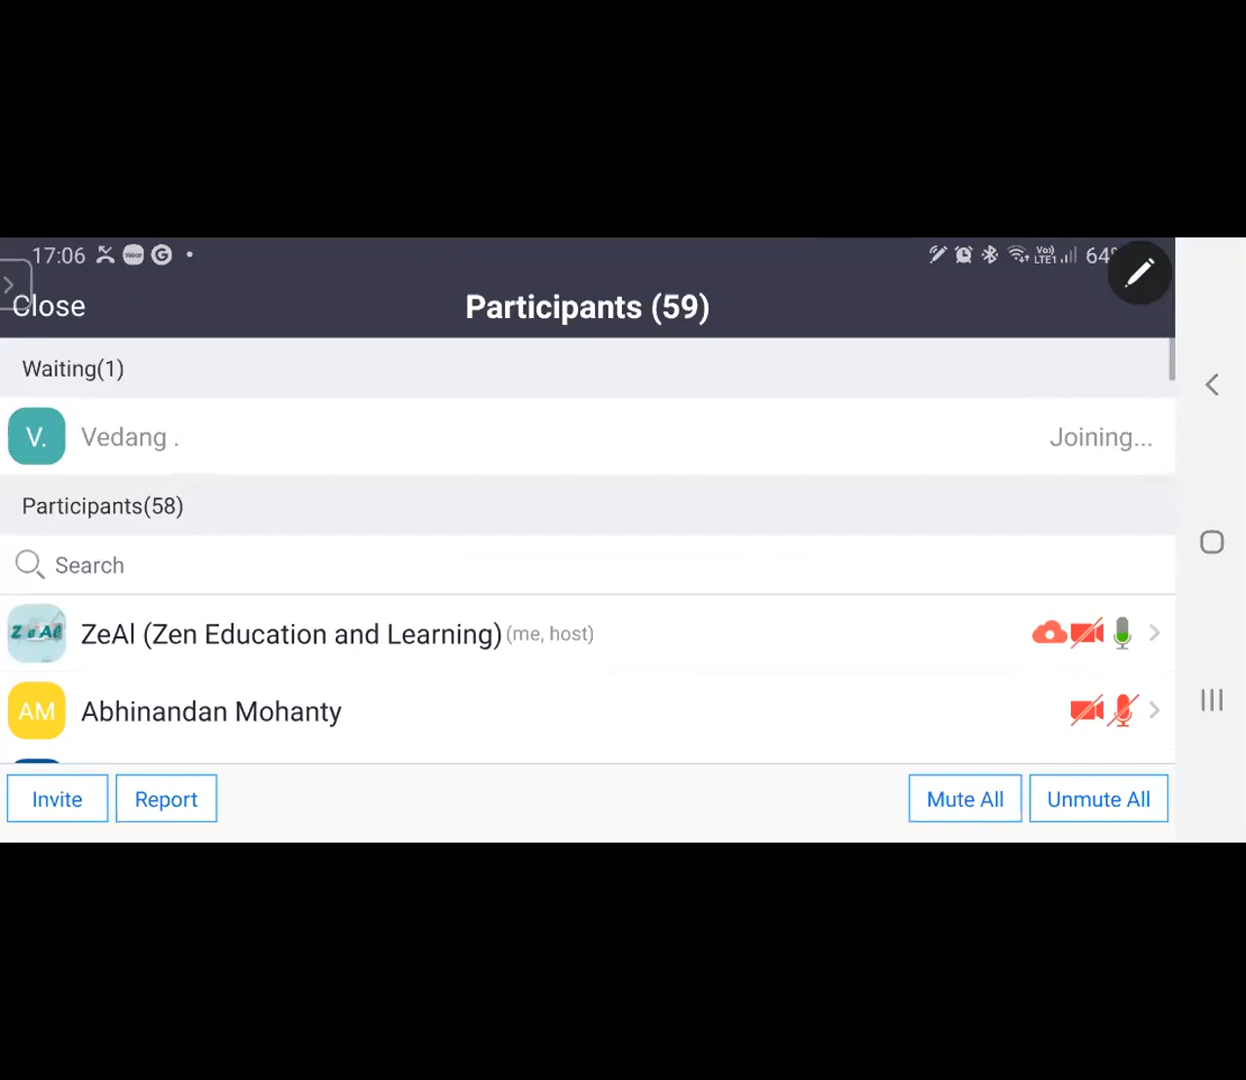 17:06
64
Close
Participants (59)
Waiting(1)
V.
Vedang .
Joining...
Participants(58)
Search
ZeAl
ZeAl (Zen Education and Learning) (me, host)
AM
Abhinandan Mohanty
Invite
Report
Mute All
Unmute All